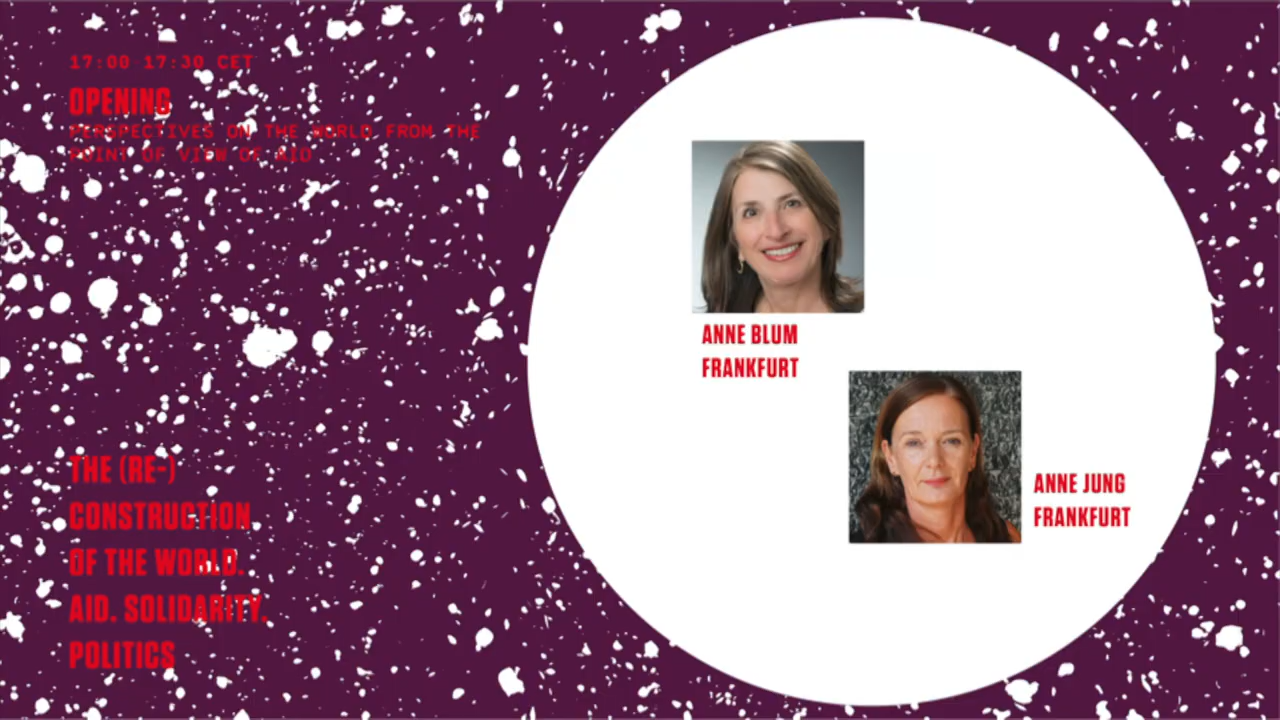 17:00 17:30 CET
OPENING
PERSPECTIVES ON THE WORLD FROM THE
POINT OF VIEW OF AID
ANNE BLUM
FRANKFURT
ANNE JUNG
FRANKFURT
THE (RE-)
CONSTRUCTION
OF THE WORLD.
AID. SOLIDARITY.
POLITICS